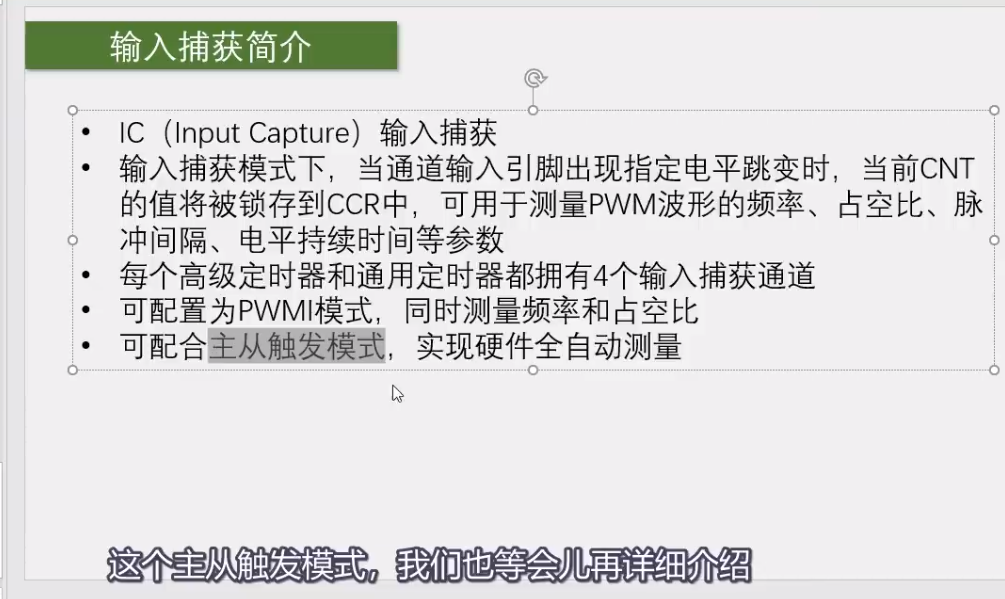 输入捕获简介
• IC（Input Capture）输入捕获
• 输入捕获模式下，当通道输入引脚出现指定电平跳变时，当前CNT
的值将被锁存到CCR中，可用于测量PWM波形的频率、占空比、脉
冲间隔、电平持续时间等参数
• 每个高级定时器和通用定时器都拥有4个输入捕获通道
• 可配置为PWMI模式，同时测量频率和占空比
• 可配合主从触发模式，实现硬件全自动测量
这个主从触发模式，我们也等会儿再详细介绍